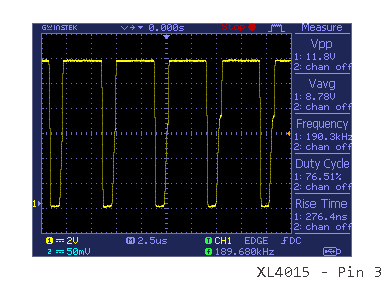 GWINSTEK 0.000s Measure
Vpp
1: 11.8V
2: chan off
Vavg
1: 8.78V
2: chan off
Frequency
1: 190.3kHz
2: chan off
Duty Cycle
1: 76.51%
2: chan off
Rise Time
1: 276.4ns
2: chan off
1
1 2V M 2.5us T CH1 EDGE DC
2 50mV F 189.680kHz
XL4015 - Pin 3